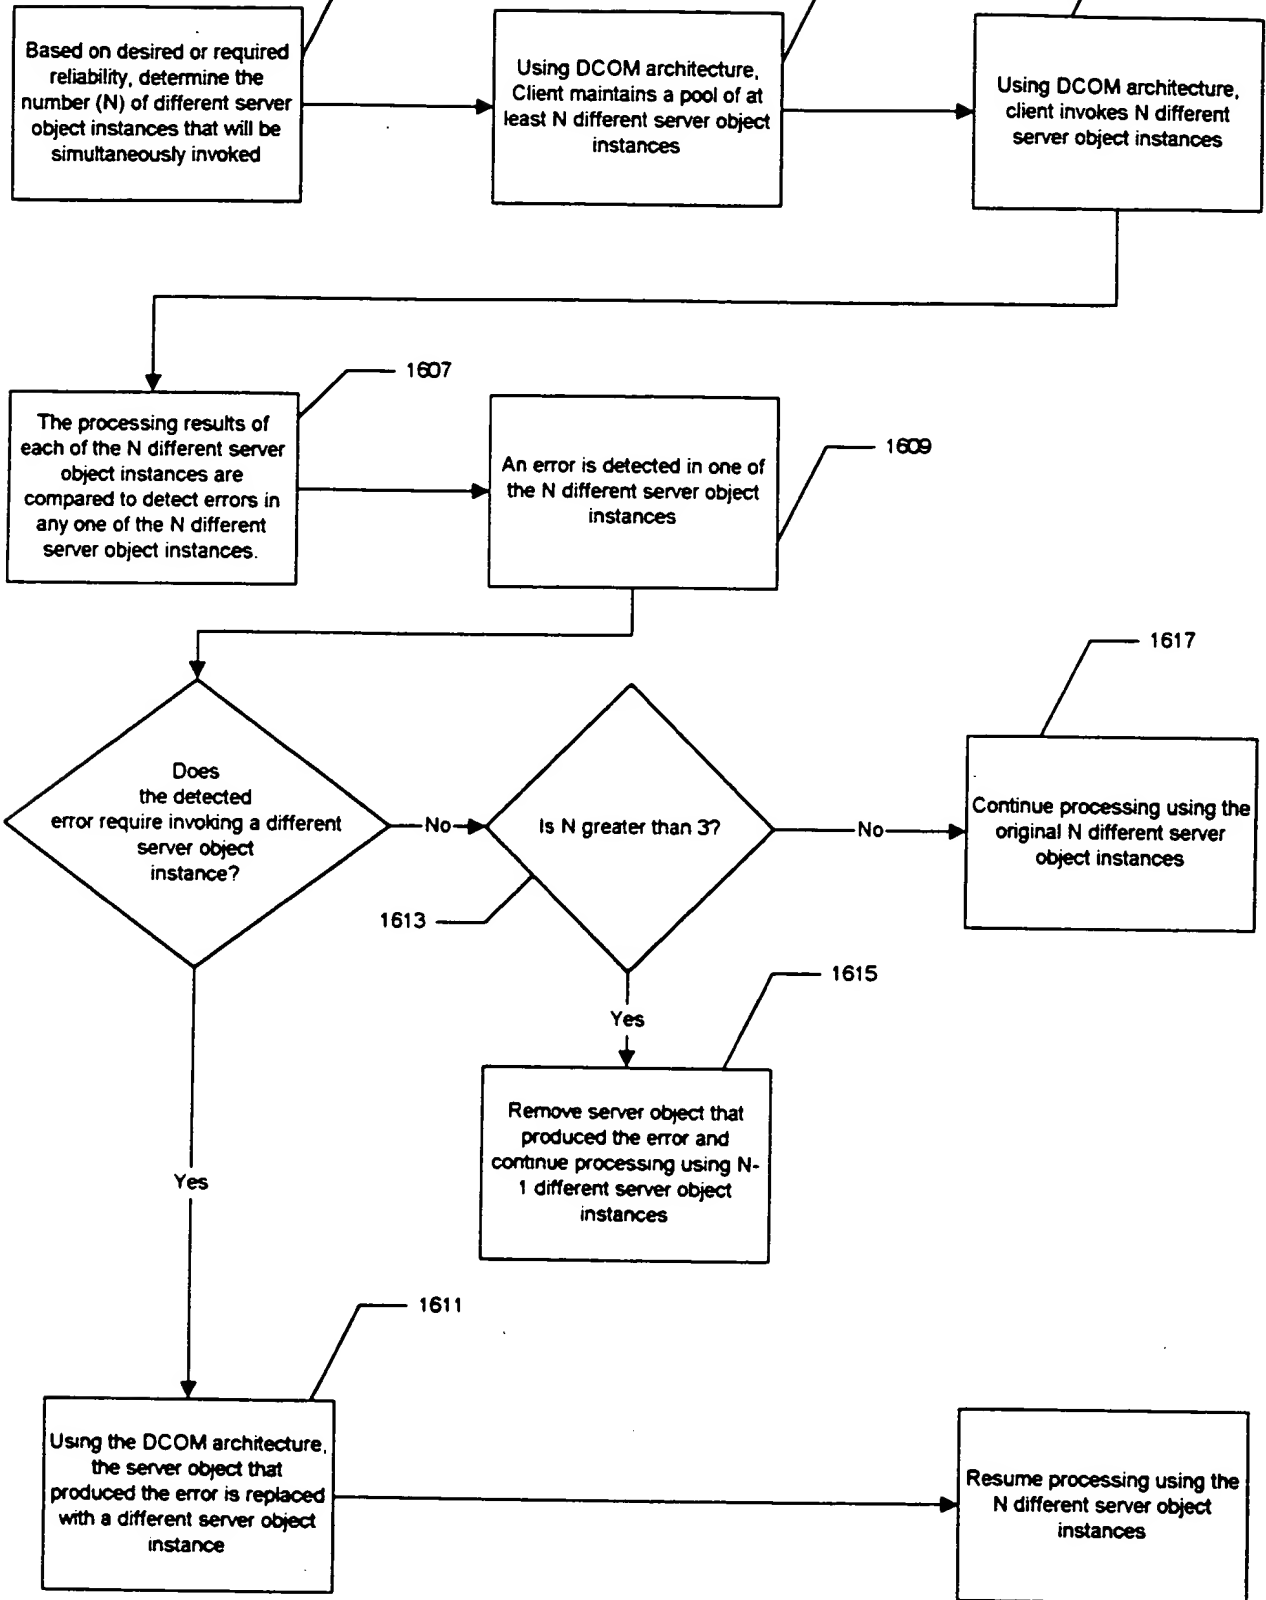 Based on desired or required
reliability, determine the
number (N) of different server
object instances that will be
simultaneously invoked
Using DCOM architecture,
Client maintains a pool of at
least N different server object
instances
Using DCOM architecture,
client invokes N different
server object instances
1607
The processing results of
each of the N different server
object instances are
compared to detect errors in
any one of the N different
server object instances.
1609
An error is detected in one of
the N different server object
instances
Does
the detected
error require invoking a different
server object
instance?
No
Is N greater than 3?
1613
No
1617
Continue processing using the
original N different server
object instances
Yes
1615
Remove server object that
produced the error and
continue processing using N-
1 different server object
instances
Yes
1611
Using the DCOM architecture,
the server object that
produced the error is replaced
with a different server object
instance
Resume processing using the
N different server object
instances